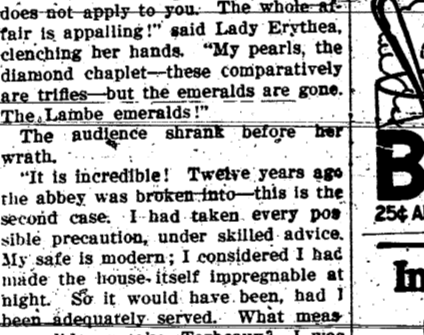 does not apply to you. The whole af-
fair is appalling!" said Lady Erythea,
clenching her hands. "My pearls, the
diamond chaplet—these comparatively
are trifles—but the emeralds are gone.
The Lambe emeralds!"
The audience shrank before her
wrath.
"It is incredible! Twelve years ago
the abbey was broken into—this is the
second case. I had taken every pos
sible precaution, under skilled advice.
My safe is modern; I considered I had
made the house itself impregnable at
night. So it would have been, had I
been adequately served. What meas
B
25¢ A
In